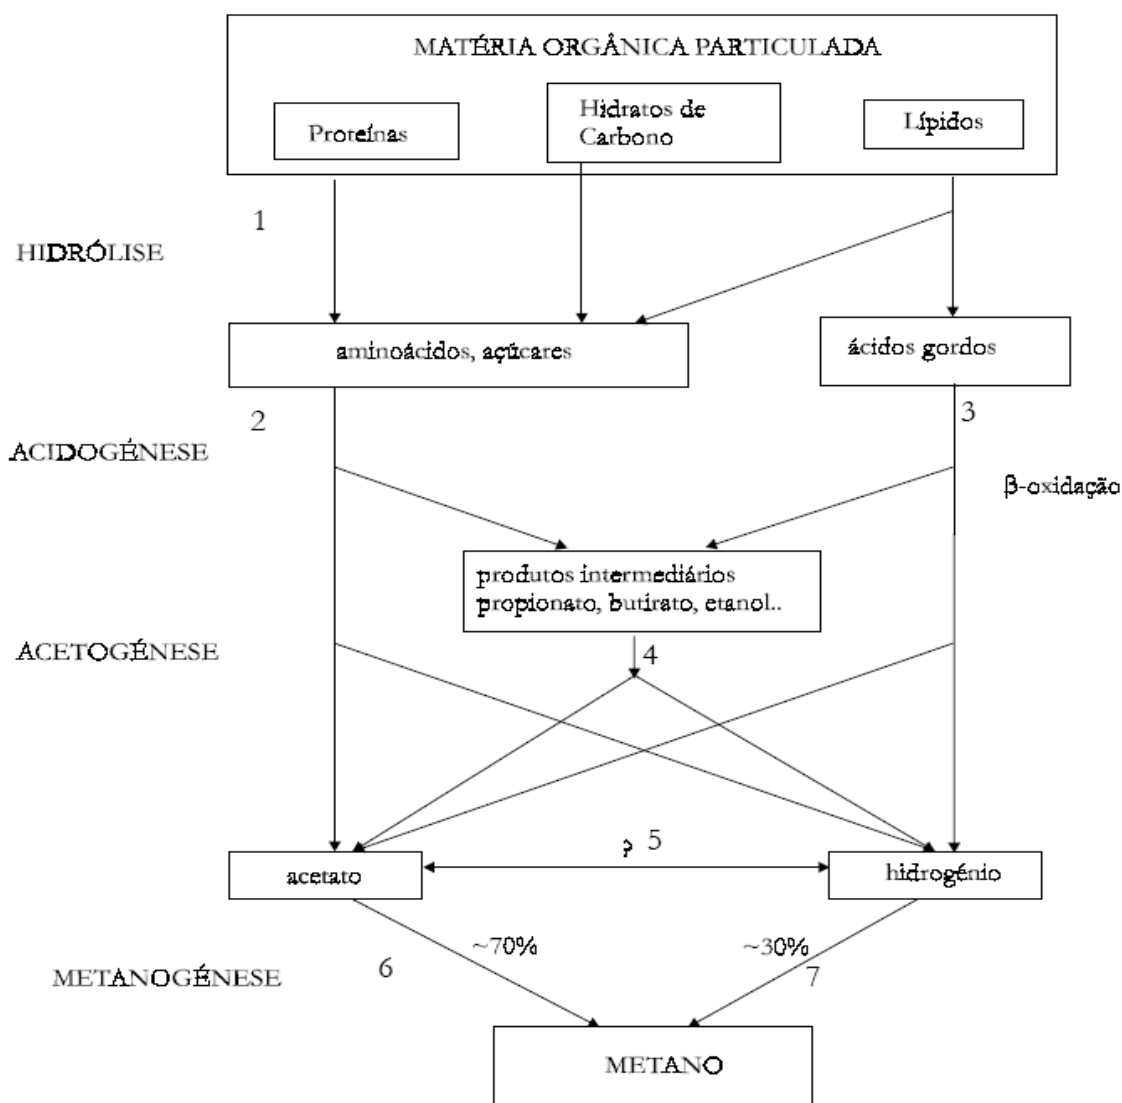 MATÉRIA ORGÂNICA PARTICULADA
Proteínas
Hidratos de
Carbono
Lípidos
1
HIDRÓLISE
aminoácidos, açúcares
ácidos gordos
2
3
ACIDOGÉNESE
β-oxidação
produtos intermediários
propionato, butirato, etanol..
ACETOGÉNESE
4
? 5
acetato
hidrogénio
~70%
~30%
6
7
METANOGÉNESE
METANO